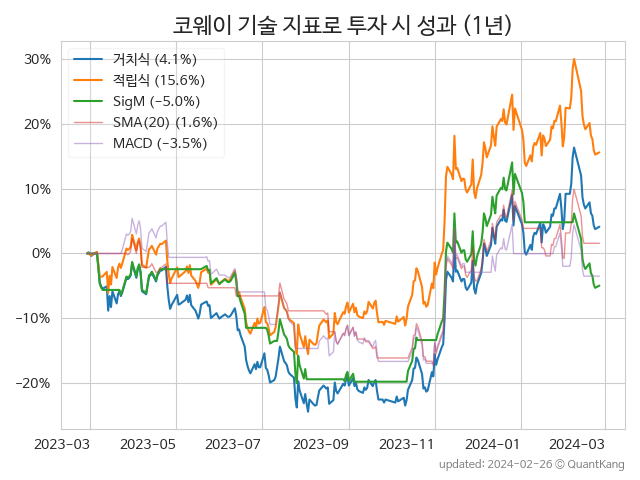 코웨이 기술 지표로 투자 시 성과 (1년)
30%
20%
10%
0%
−10%
−20%
거치식 (4.1%)
적립식 (15.6%)
SigM (−5.0%)
SMA(20) (1.6%)
MACD (−3.5%)
2023−03
2023−05
2023−07
2023−09
2023−11
2024−01
2024−03
updated: 2024-02-26 © QuantKang